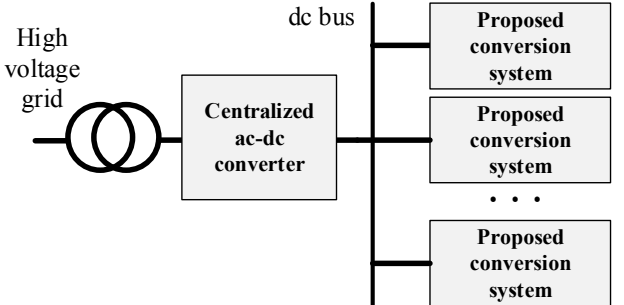 High
voltage
grid
Centralized
ac-dc
converter
dc bus
Proposed
conversion
system
Proposed
conversion
system
. . .
Proposed
conversion
system